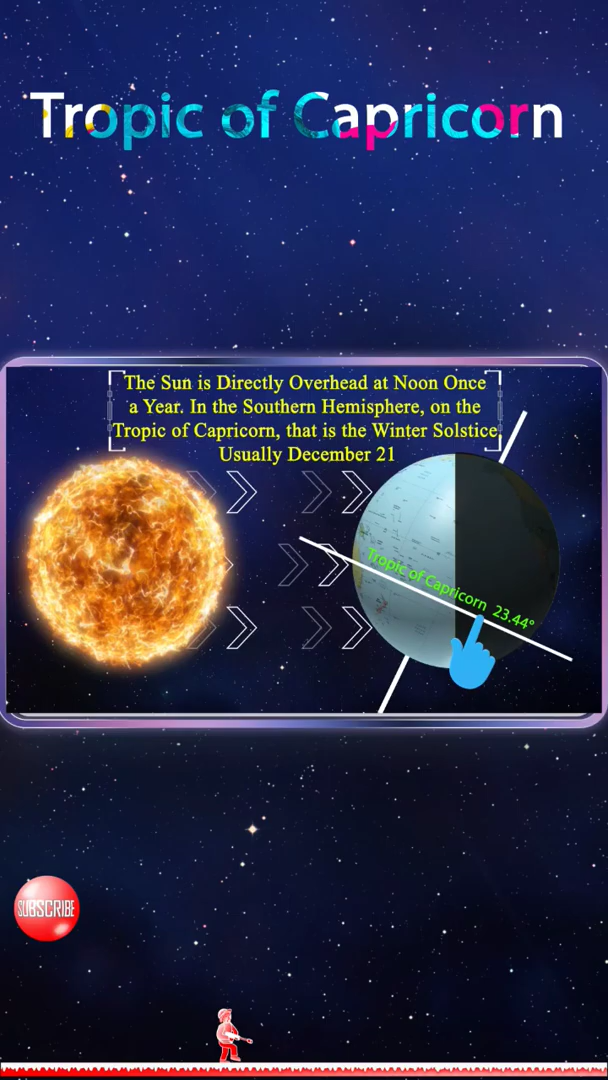 Tropic of Capricorn
The Sun is Directly Overhead at Noon Once
a Year. In the Southern Hemisphere, on the
Tropic of Capricorn, that is the Winter Solstice,
Usually December 21
Tropic of Capricorn 23.44°
SUBSCRIBE